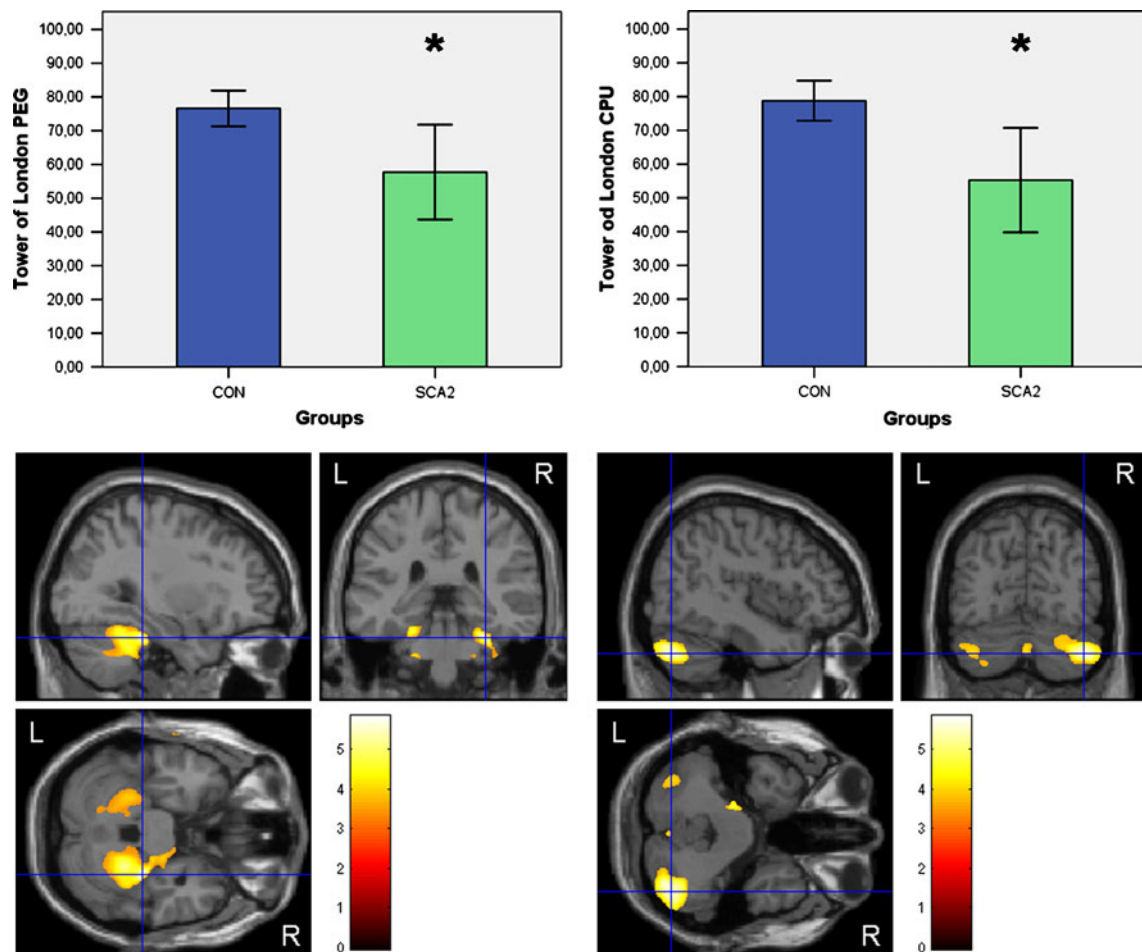 Tower of London PEG
100,00
90,00
80,00
70,00
60,00
50,00
40,00
30,00
20,00
10,00
0,00
*
CON
SCA2
Groups
Tower od London CPU
100,00
90,00
80,00
70,00
60,00
50,00
40,00
30,00
20,00
10,00
0,00
*
CON
SCA2
Groups
L
R
L
R
L
R
5
4
3
2
1
0
L
R
5
4
3
2
1
0